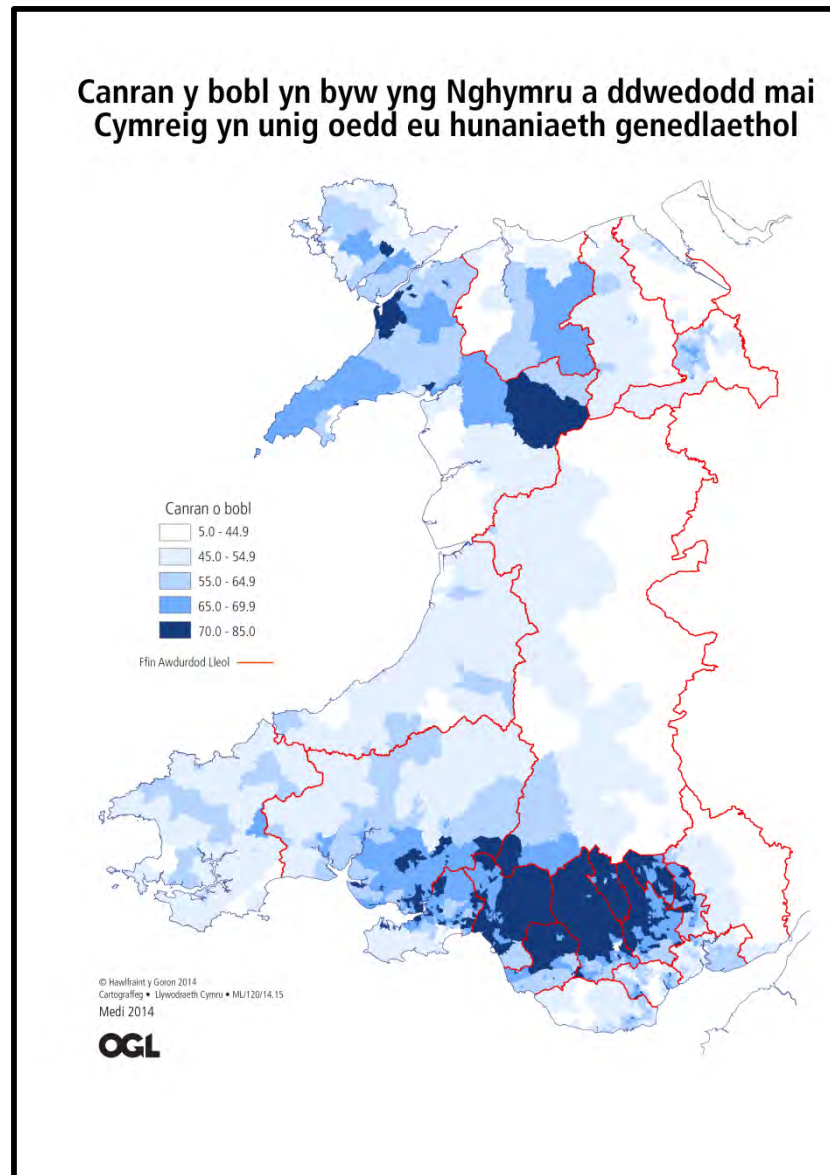 Canran y bobl yn byw yng Nghymru a ddwedodd mai
Cymreig yn unig oedd eu hunaniaeth genedlaethol
Canran o bobl
5.0 - 44.9
45.0 - 54.9
55.0 - 64.9
65.0 - 69.9
70.0 - 85.0
Ffin Awdurdod Lleol
© Hawlfraint y Goron 2014
Cartograffeg • Llywodraeth Cymru • ML/120/14.15
Medi 2014
OGL